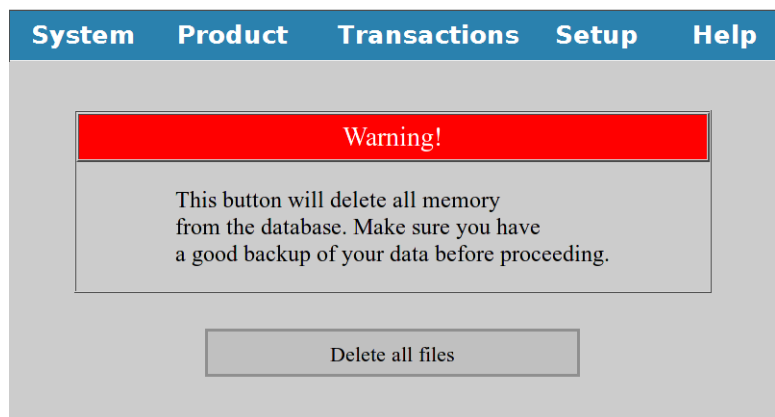 System Product Transactions Setup Help
Warning!
This button will delete all memory
from the database. Make sure you have
a good backup of your data before proceeding.
Delete all files